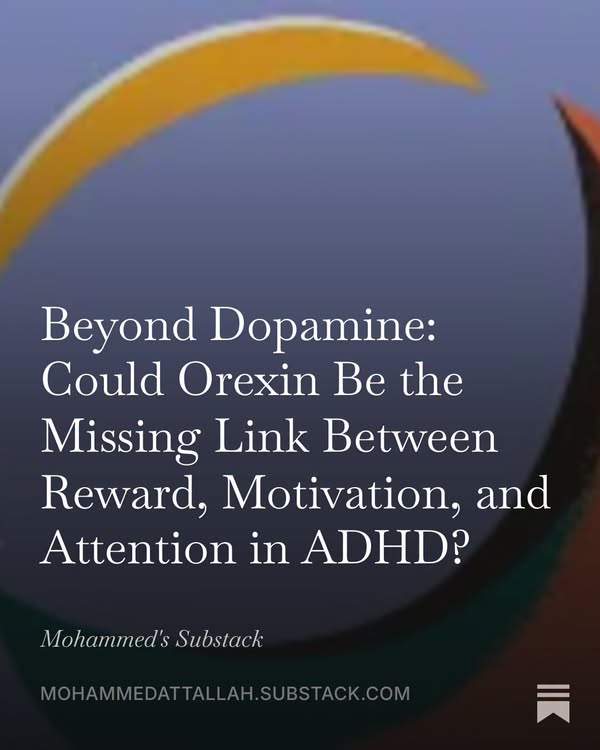 Beyond Dopamine:
Could Orexin Be the
Missing Link Between
Reward, Motivation, and
Attention in ADHD?
Mohammed's Substack
MOHAMMEDATTALLAH.SUBSTACK.COM